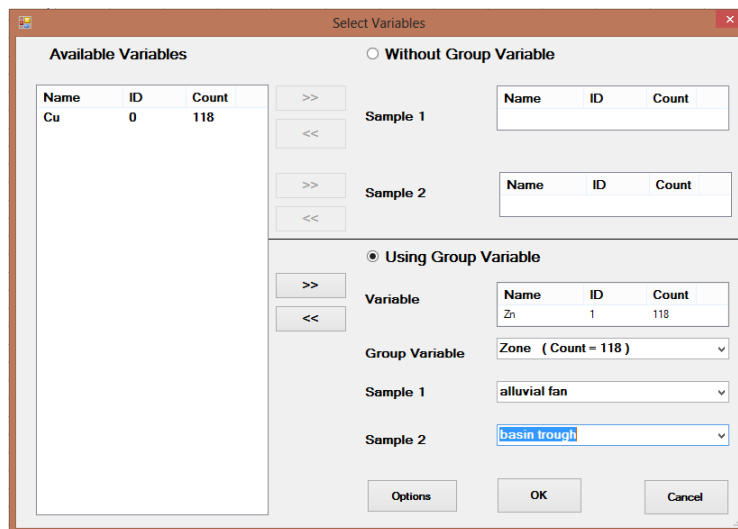 Select Variables
Available Variables
Name ID Count
Cu 0 118
Without Group Variable
>>
<<
Sample 1
Name ID Count
>>
<<
Sample 2
Name ID Count
Using Group Variable
>>
<<
Variable
Name ID Count
Zn 1 118
Group Variable
Zone ( Count = 118 )
Sample 1
alluvial fan
Sample 2
basin trough
Options OK Cancel